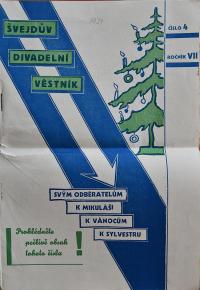 ŠVEJDŮV
DIVADELNÍ
VĚSTNÍK
ČÍSLO 4
ROČNÍK VII
SVÝM ODBĚRATELŮM
K MIKULÁŠI
K VÁNOCŮM
K SYLVESTRU
Prohlédněte
pečlivě obsah
tohoto čísla
!